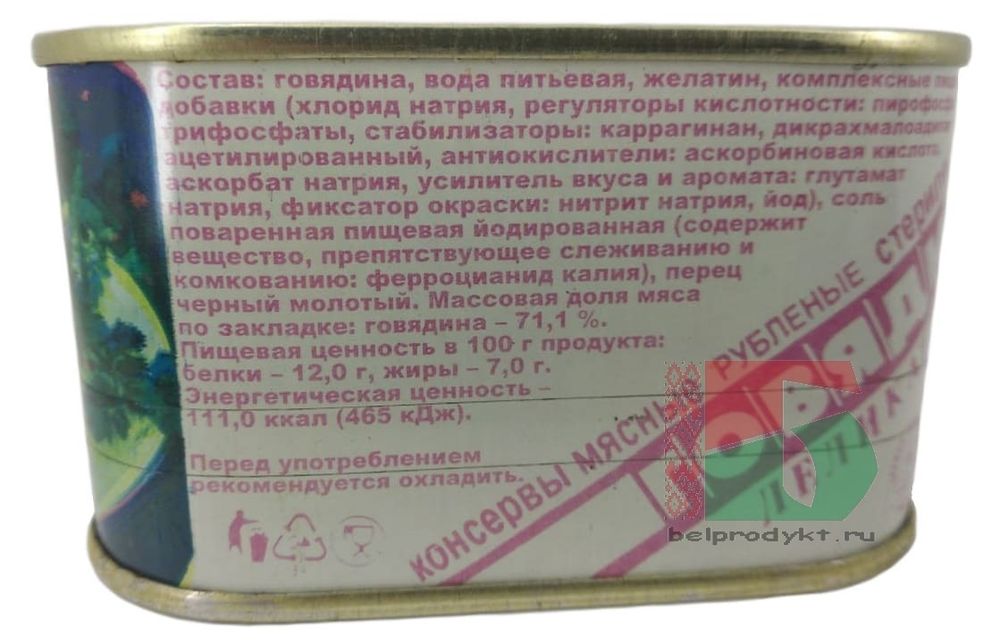 Состав: говядина, вода питьевая, желатин, комплексные
добавки (хлорид натрия, регуляторы кислотности:
трифосфаты, стабилизаторы: каррагинан,
ацетилированный, антиокислители: аскорбиновая кислота,
аскорбат натрия, усилитель вкуса и аромата: глутамат
натрия, фиксатор окраски: нитрит натрия, йод), соль
поваренная пищевая йодированная (содержит
вещество, препятствующее слеживанию и
комкованию: ферроцианид калия), перец
черный молотый. Массовая доля мяса
по закладке: говядина – 71,1 %.
Пищевая ценность в 100 г продукта:
белки – 12,0 г, жиры – 7,0 г.
Энергетическая ценность –
111,0 ккал (465 кДж).
Перед употреблением
рекомендуется охладить.
КОНСЕРВЫ МЯСНЫЕ РУБЛЕНЫЕ
belprodykt.ru